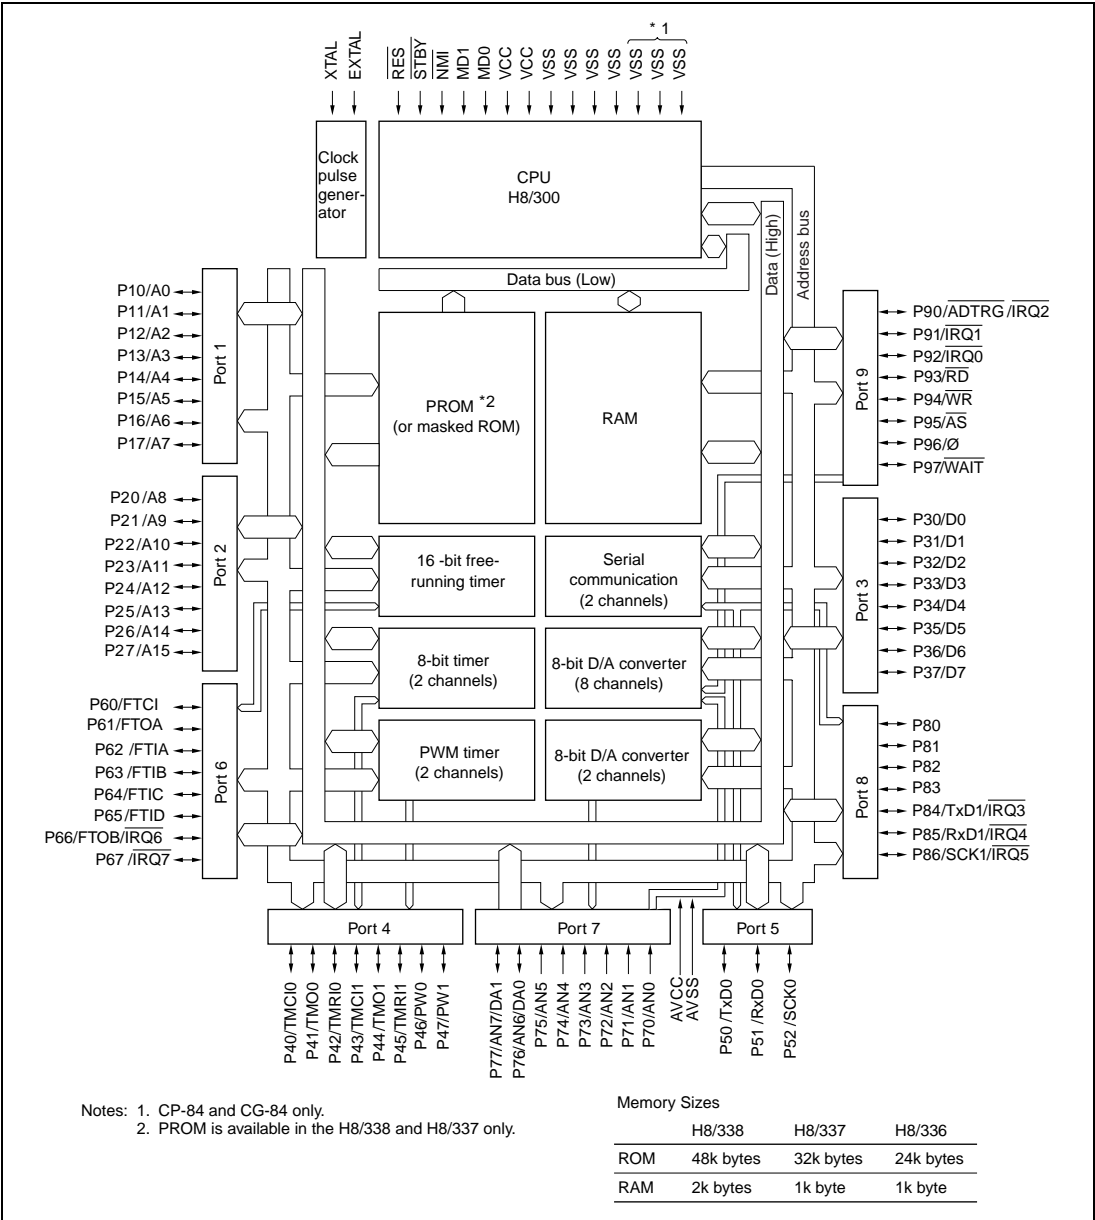 * 1
XTAL
EXTAL
RES
STBY
NMI
MD1
MD0
VCC
VCC
VSS
VSS
VSS
VSS
VSS
VSS
VSS
Clock
pulse
gener-
ator
CPU
H8/300
Data bus (Low)
Data (High)
Address bus
P10/A0
P11/A1
P12/A2
P13/A3
P14/A4
P15/A5
P16/A6
P17/A7
Port 1
PROM *2
(or masked ROM)
RAM
Port 9
P90/ADTRG /IRQ2
P91/IRQ1
P92/IRQ0
P93/RD
P94/WR
P95/AS
P96/Ø
P97/WAIT
P20/A8
P21/A9
P22/A10
P23/A11
P24/A12
P25/A13
P26/A14
P27/A15
Port 2
16 -bit free-
running timer
Serial
communication
(2 channels)
Port 3
P30/D0
P31/D1
P32/D2
P33/D3
P34/D4
P35/D5
P36/D6
P37/D7
8-bit timer
(2 channels)
8-bit D/A converter
(8 channels)
P60/FTCI
P61/FTOA
P62 /FTIA
P63 /FTIB
P64/FTIC
P65/FTID
P66/FTOB/IRQ6
P67 /IRQ7
Port 6
PWM timer
(2 channels)
8-bit D/A converter
(2 channels)
Port 8
P80
P81
P82
P83
P84/TxD1/IRQ3
P85/RxD1/IRQ4
P86/SCK1/IRQ5
Port 4
Port 7
Port 5
P40/TMCI0
P41/TMO0
P42/TMRI0
P43/TMCI1
P44/TMO1
P45/TMRI1
P46/PW0
P47/PW1
P77/AN7/DA1
P76/AN6/DA0
P75/AN5
P74/AN4
P73/AN3
P72/AN2
P71/AN1
P70/AN0
AVCC
AVSS
P50 /TxD0
P51 /RxD0
P52 /SCK0
Notes: 1. CP-84 and CG-84 only.
2. PROM is available in the H8/338 and H8/337 only.
Memory Sizes
H8/338 H8/337 H8/336
ROM 48k bytes 32k bytes 24k bytes
RAM 2k bytes 1k byte 1k byte